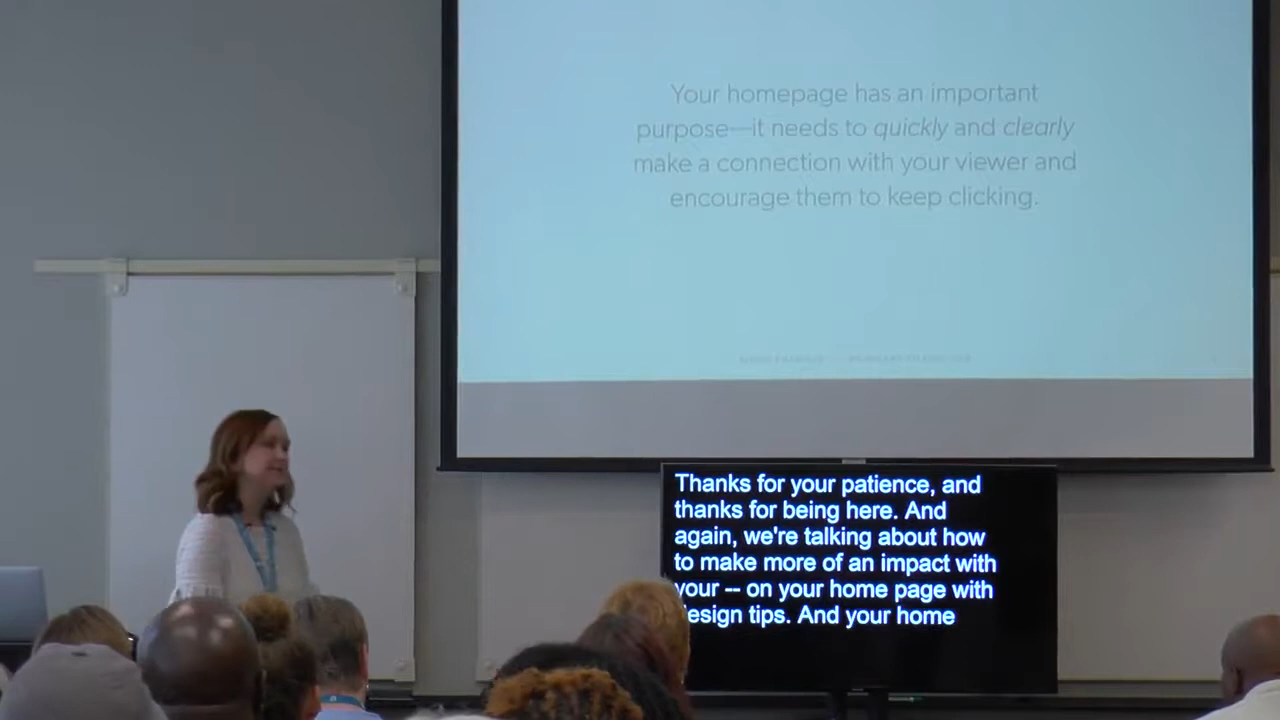 Your homepage has an important
purpose—it needs to quickly and clearly
make a connection with your viewer and
encourage them to keep clicking.
Thanks for your patience, and
thanks for being here. And
again, we're talking about how
to make more of an impact with
your -- on your home page with
design tips. And your home